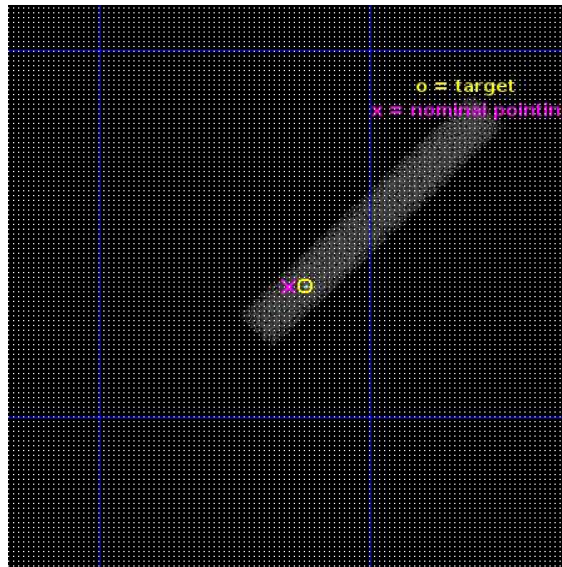 o = target
x = nominal pointin